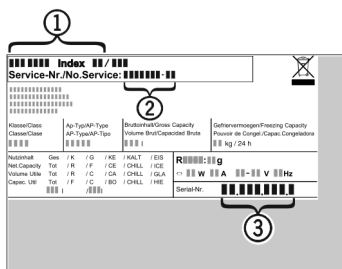 1
Index /
Service-Nr./No.Service: -
2
Klasse/Class Ap-Typ/AP-Type Bruttoinhalt/Gross Capacity Gefriervermoegen/Freezing Capacity
Classe/Clase AP-Type/AP-Tipo Volume Brut/Capacidad Bruta Pouvoir de Congel./Capac.Congeladora
l kg / 24 h
Nutzinhalt Ges / K / G / KE / KALT / EIS
Net.Capacity Tot / R / F / CE / CHILL / ICE
Volume Utile Tot / R / C / CA / CHILL / GLA
Capac. Util Tot / F / C / BO / CHILL / HIE
l / l
R : g
W A - V Hz
Serial-Nr.
3